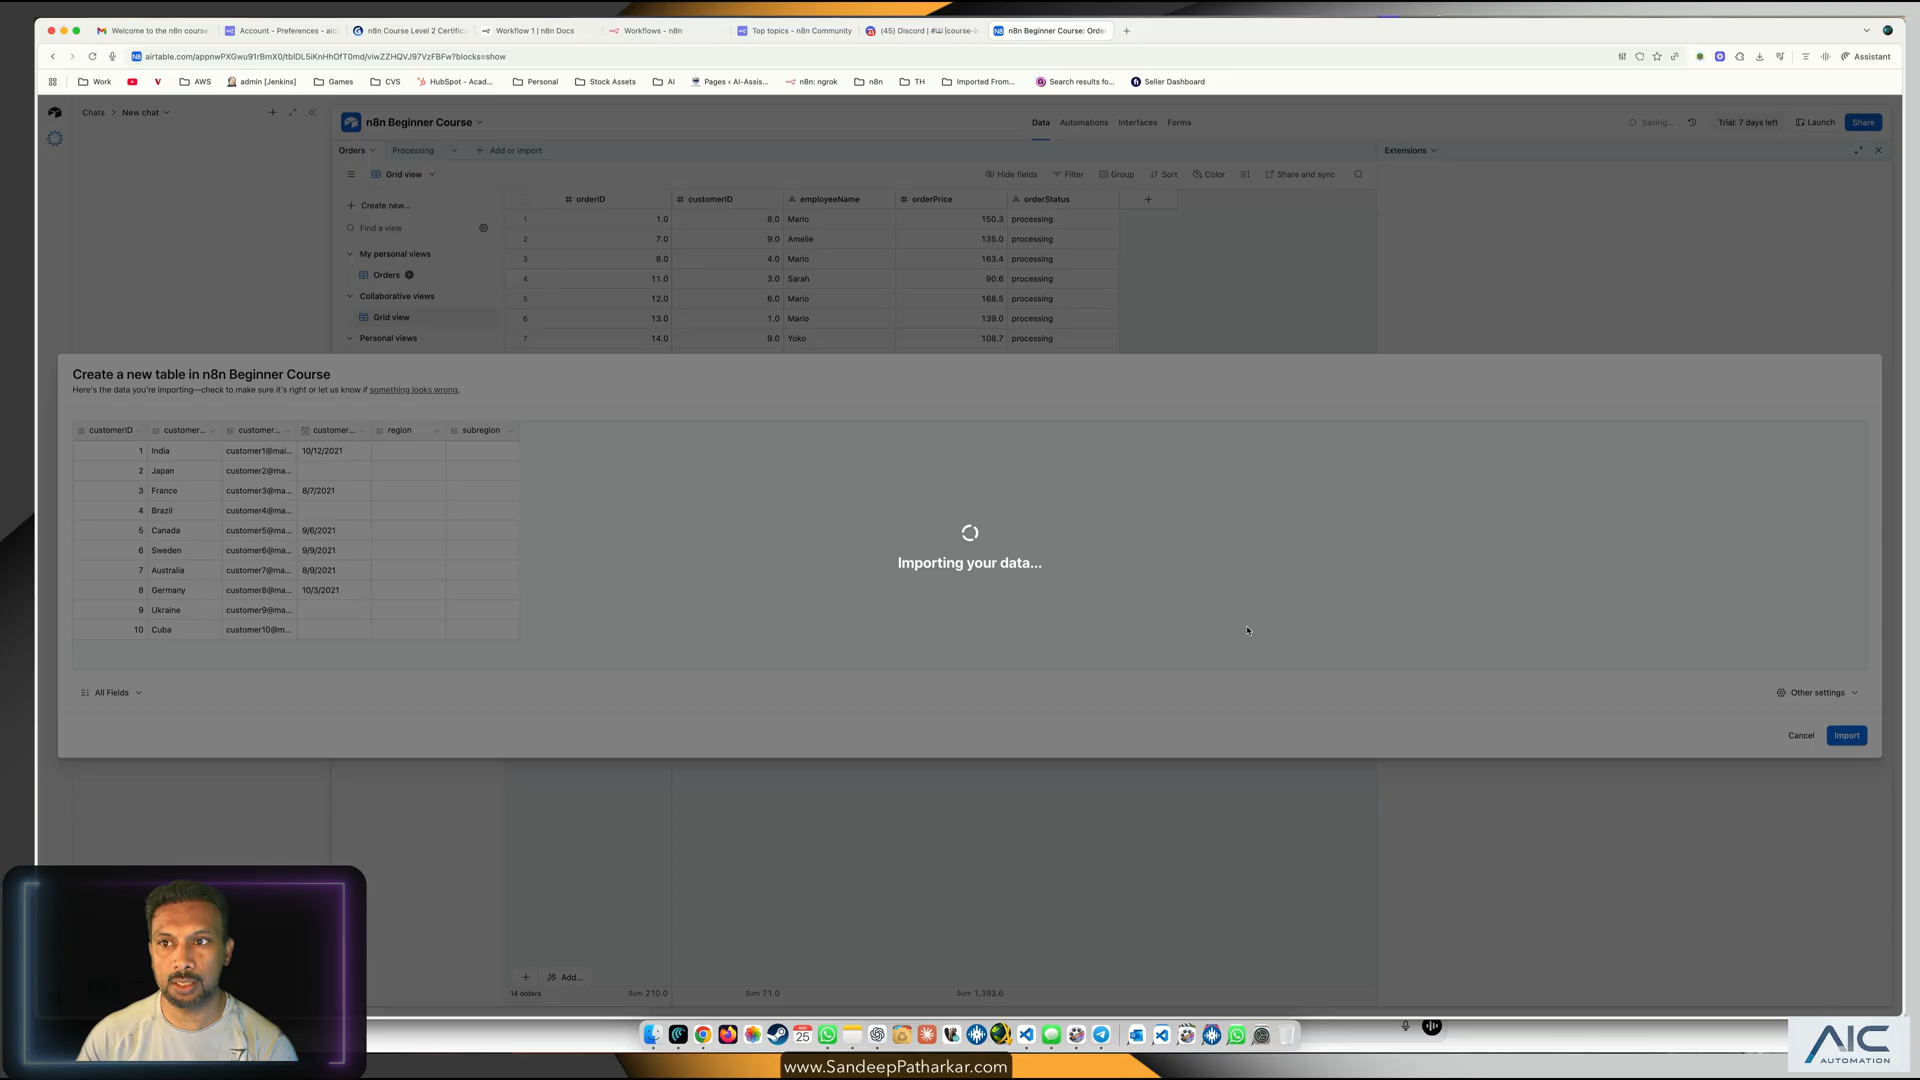 Welcome to the n8n course
Account - Preferences - aic
n8n Course Level 2 Certific
Workflow 1 | n8n Docs
Workflows - n8n
Top topics - n8n Community
(45) Discord |
n8n Beginner Course: Orde
airtable.com/appnwPXGwu91rBmX0/tblDL5iKnHhOfT0md/viwZZHQVJ97VzFBFw?blocks=show
Assistant
Work
AWS
admin [Jenkins]
Games
CVS
HubSpot - Acad...
Personal
Stock Assets
AI
Pages ‹ AI-Assis...
n8n: ngrok
n8n
TH
Imported From...
Search results fo...
Seller Dashboard
Chats
New chat
n8n Beginner Course
Data
Automations
Interfaces
Forms
Saving...
Trial: 7 days left
Launch
Share
Orders
Processing
Add or import
Extensions
Grid view
Hide fields
Filter
Group
Sort
Color
Share and sync
Create new...
Find a view
My personal views
Orders
Collaborative views
Grid view
Personal views
orderID customerID employeeName orderPrice orderStatus
1 1.0 8.0 Mario 150.3 processing
2 7.0 9.0 Amelie 135.0 processing
3 8.0 4.0 Mario 163.4 processing
4 11.0 3.0 Sarah 90.6 processing
5 12.0 6.0 Mario 168.5 processing
6 13.0 1.0 Mario 139.0 processing
7 14.0 9.0 Yoko 108.7 processing
Create a new table in n8n Beginner Course
Here's the data you're importing—check to make sure it's right or let us know if something looks wrong.
customerID customer... customer... customer... region subregion
1 India customer1@mai... 10/12/2021
2 Japan customer2@ma...
3 France customer3@ma... 8/7/2021
4 Brazil customer4@ma...
5 Canada customer5@ma... 9/6/2021
6 Sweden customer6@ma... 9/9/2021
7 Australia customer7@ma... 8/9/2021
8 Germany customer8@ma... 10/3/2021
9 Ukraine customer9@ma...
10 Cuba customer10@m...
Importing your data...
All Fields
Other settings
Cancel
Import
Add...
14 orders
Sum 210.0
Sum 71.0
Sum 1,393.6
25
www.SandeepPatharkar.com
AIC
AUTOMATION